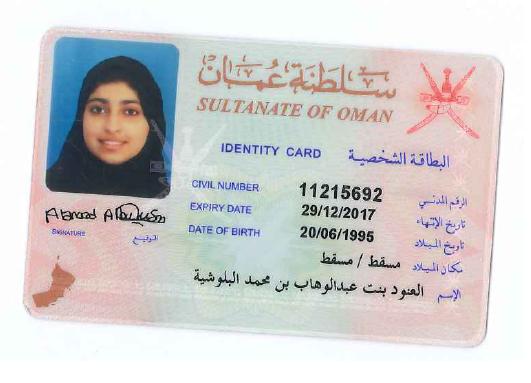 سلطنة عمان
SULTANATE OF OMAN
IDENTITY CARD البطاقة الشخصية
CIVIL NUMBER 11215692 الرقم المدني
EXPIRY DATE 29/12/2017 تاريخ الإنتهاء
DATE OF BIRTH 20/06/1995 تاريخ الميلاد
مكان الميلاد مسقط / مسقط
الإسم العنود بنت عبدالوهاب بن محمد البلوشية
SIGNATURE التوقيع